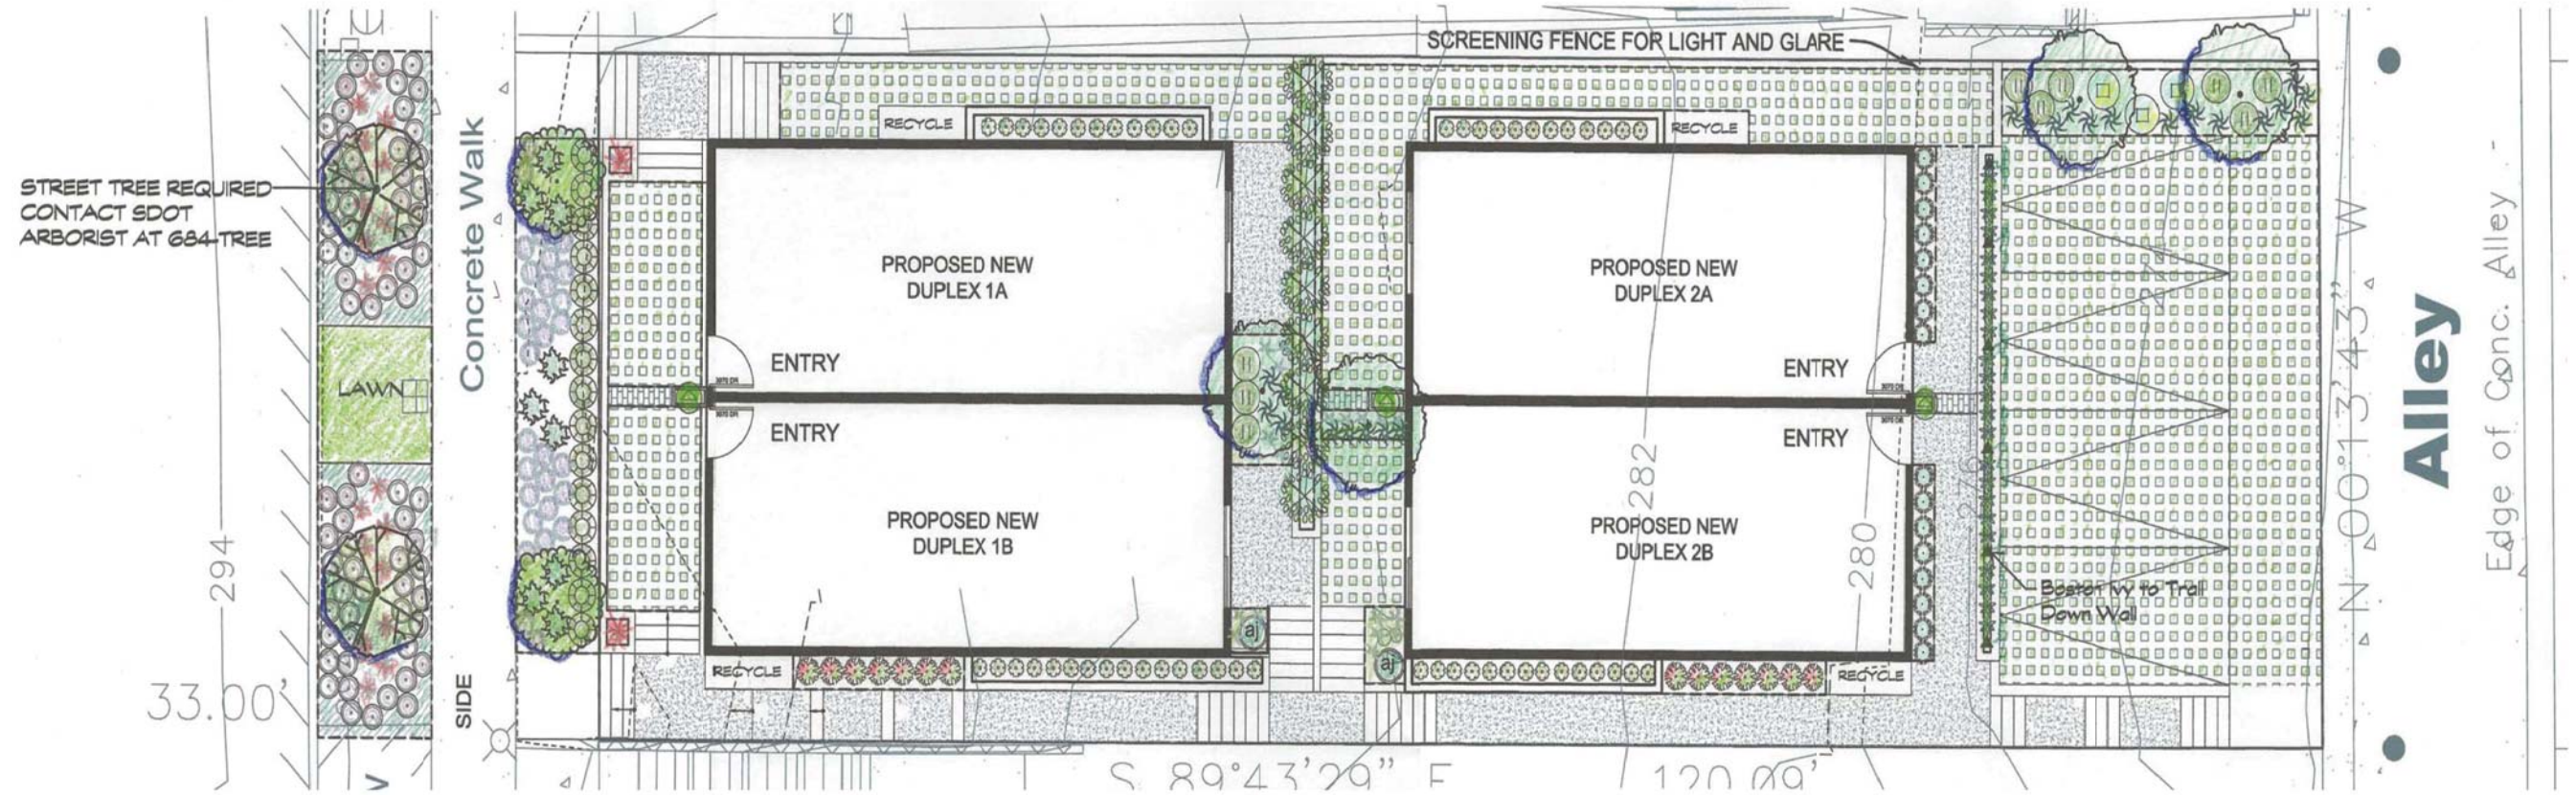 SCREENING FENCE FOR LIGHT AND GLARE
STREET TREE REQUIRED
CONTACT SDOT
ARBORIST AT 684-TREE
Concrete Walk
LAWN
SIDE
294
33.00'
RECYCLE
RECYCLE
PROPOSED NEW
DUPLEX 1A
ENTRY
ENTRY
PROPOSED NEW
DUPLEX 1B
PROPOSED NEW
DUPLEX 2A
ENTRY
ENTRY
PROPOSED NEW
DUPLEX 2B
282
280
aj
aj
RECYCLE
RECYCLE
Boston Ivy to Trail
Down Wall
N 00°13'43" W
Alley
Edge of Conc. Alley
S 89°43'29" E
120.09'